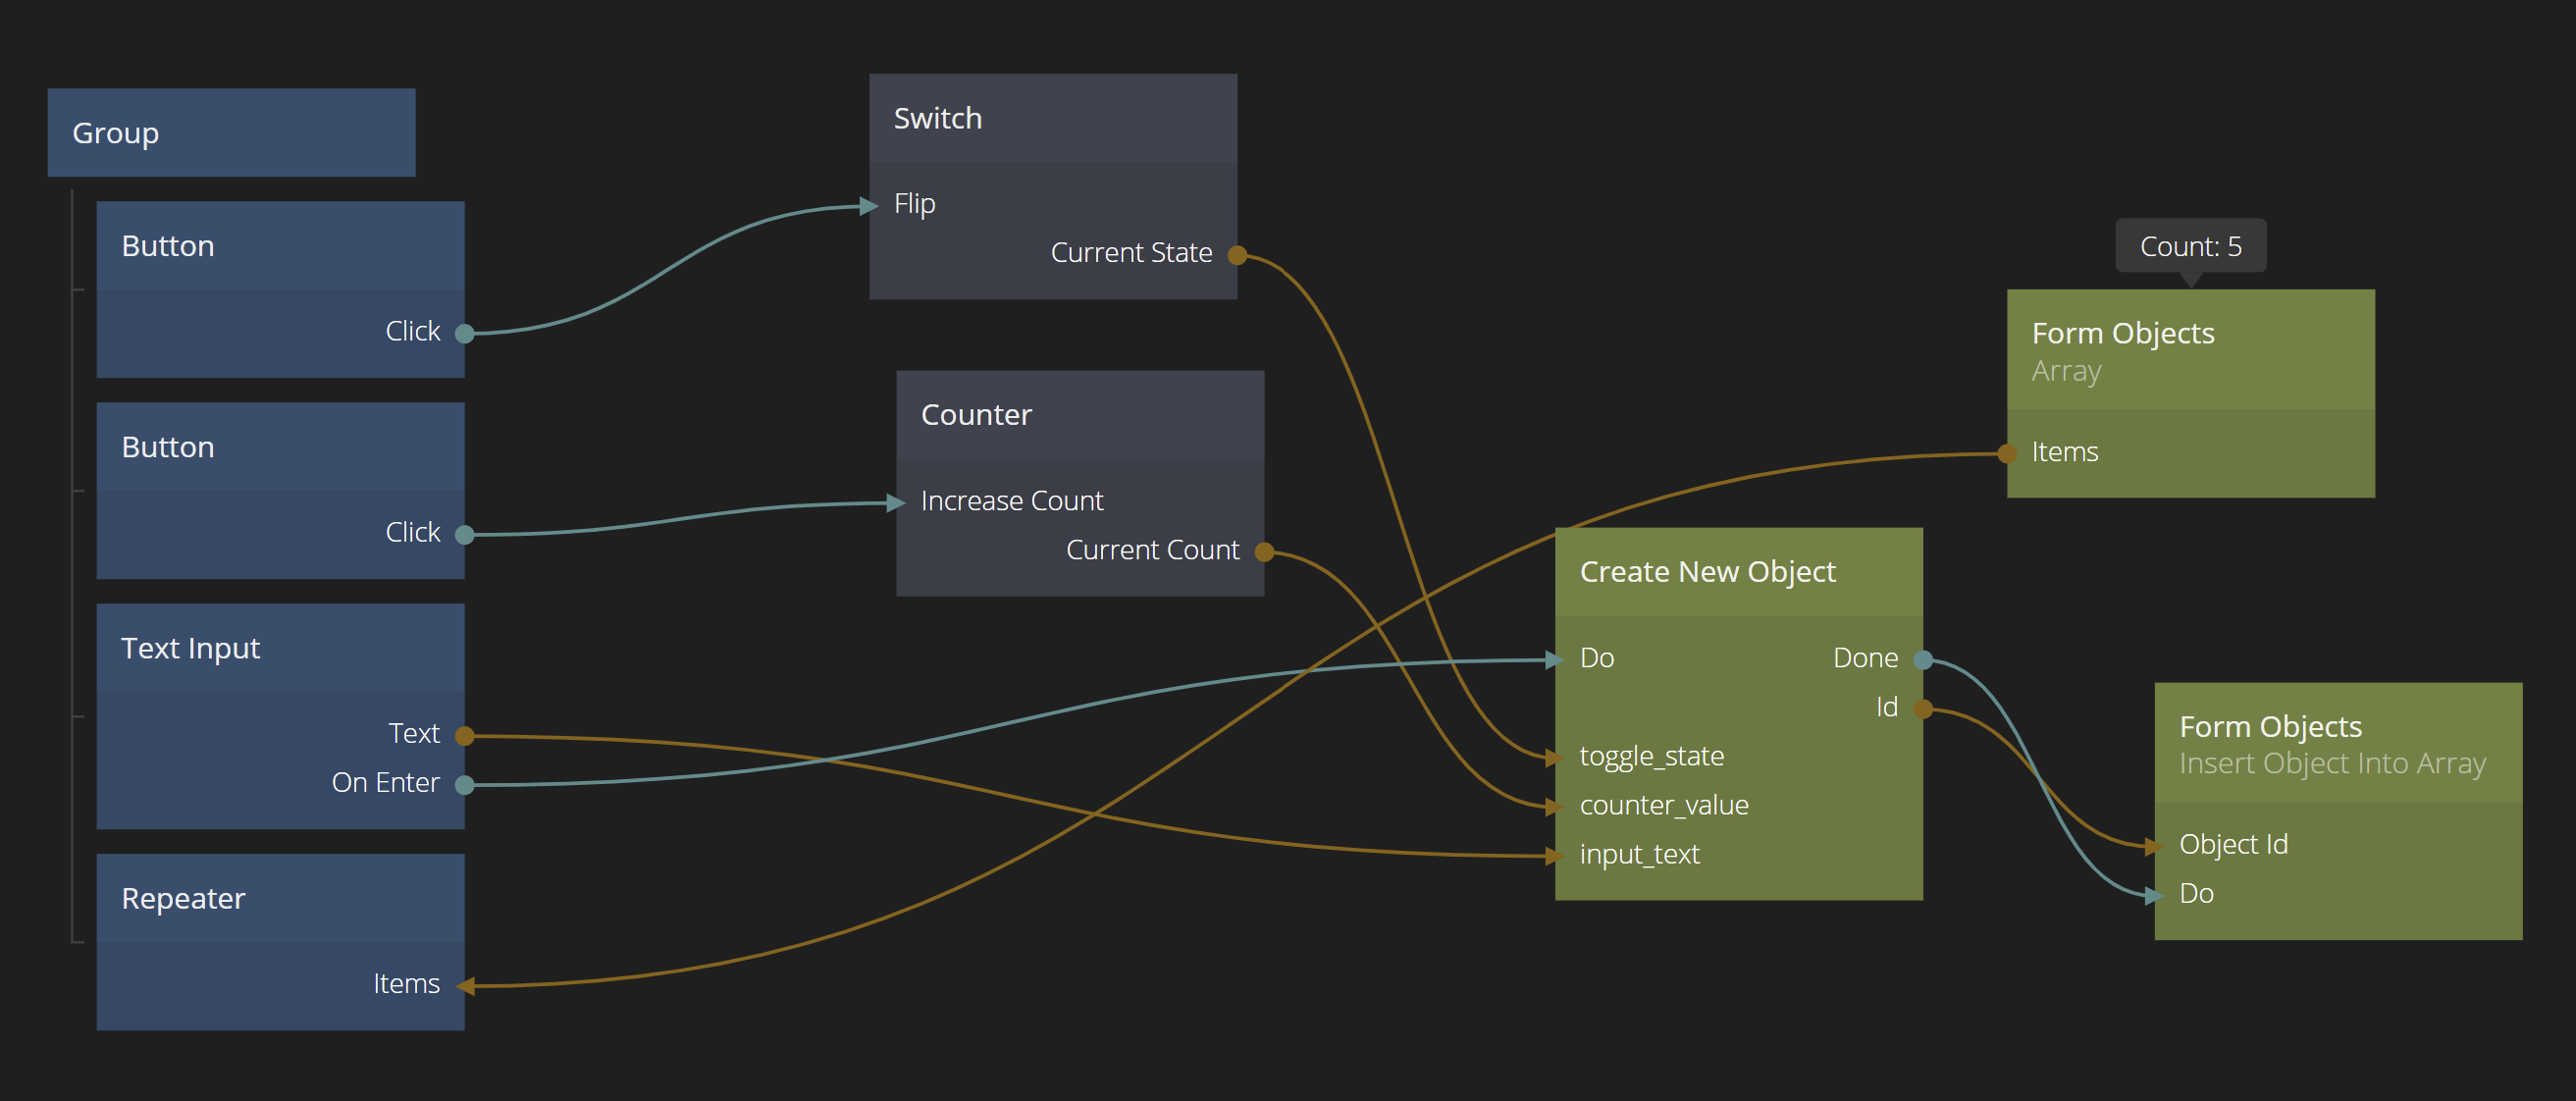 Group
Button
Click
Button
Click
Text Input
Text
On Enter
Repeater
Items
Switch
Flip
Current State
Counter
Increase Count
Current Count
Create New Object
Do
Done
Id
toggle_state
counter_value
input_text
Count: 5
Form Objects
Array
Items
Form Objects
Insert Object Into Array
Object Id
Do